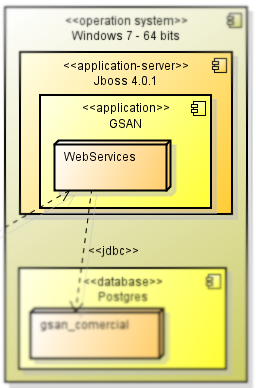 <<operation system>>
Windows 7 - 64 bits
<<application-server>>
Jboss 4.0.1
<<application>>
GSAN
WebServices
<<jdbc>>
<<database>>
Postgres
gsan_comercial